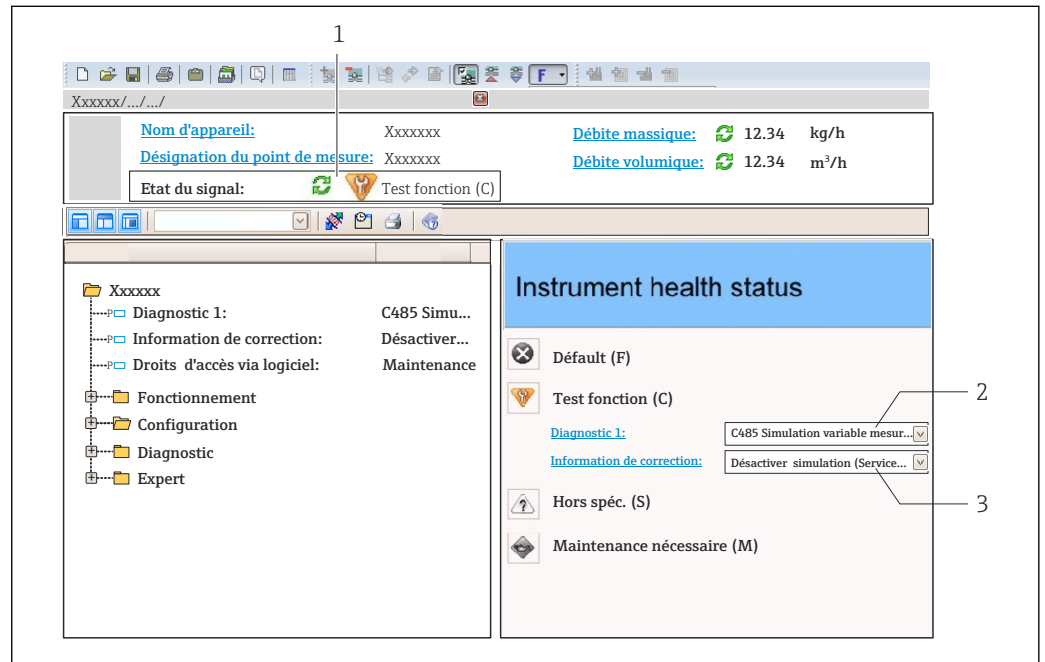 1
F
Xxxxxx/.../.../
Nom d'appareil: Xxxxxxx Débite massique: 12.34 kg/h
Désignation du point de mesure: Xxxxxxx Débite volumique: 12.34 m³/h
Etat du signal: Test fonction (C)
Xxxxxx
P Diagnostic 1: C485 Simu...
P Information de correction: Désactiver...
P Droits d'accès via logiciel: Maintenance
Fonctionnement
Configuration
Diagnostic
Expert
Instrument health status
Défault (F)
Test fonction (C)
Diagnostic 1: C485 Simulation variable mesur...
2
Information de correction: Désactiver simulation (Service...
3
Hors spéc. (S)
Maintenance nécessaire (M)